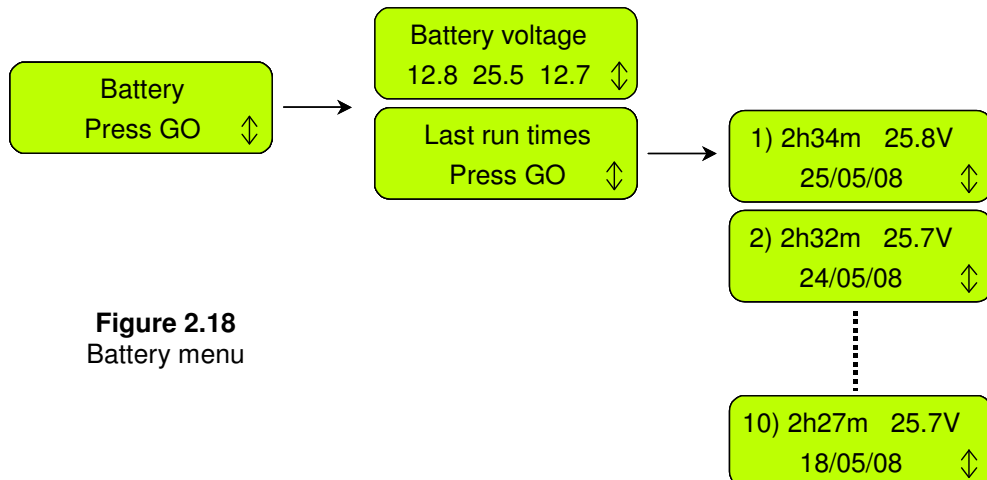 Battery
Press GO
Battery voltage
12.8 25.5 12.7
Last run times
Press GO
1) 2h34m 25.8V
25/05/08
2) 2h32m 25.7V
24/05/08
10) 2h27m 25.7V
18/05/08
Figure 2.18
Battery menu